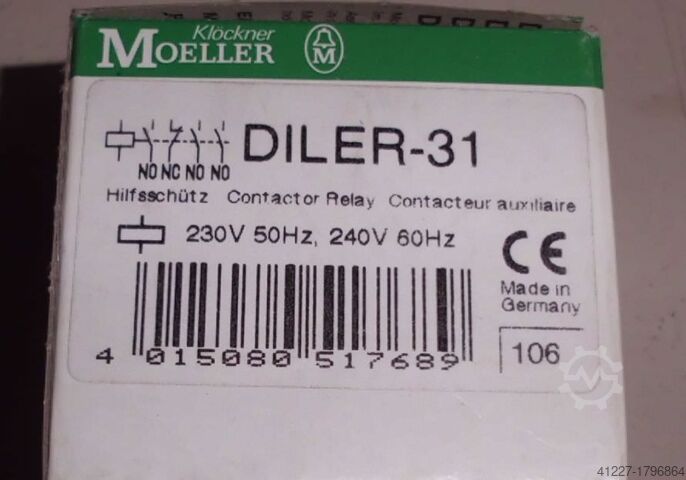 Klöckner
MOELLER
M
DILER-31
NO NC NO NO
Hilfsschütz Contactor Relay Contacteur auxiliaire
230V 50Hz, 240V 60Hz
CE
Made in
Germany
106
4 015080 517689
41227-1796864